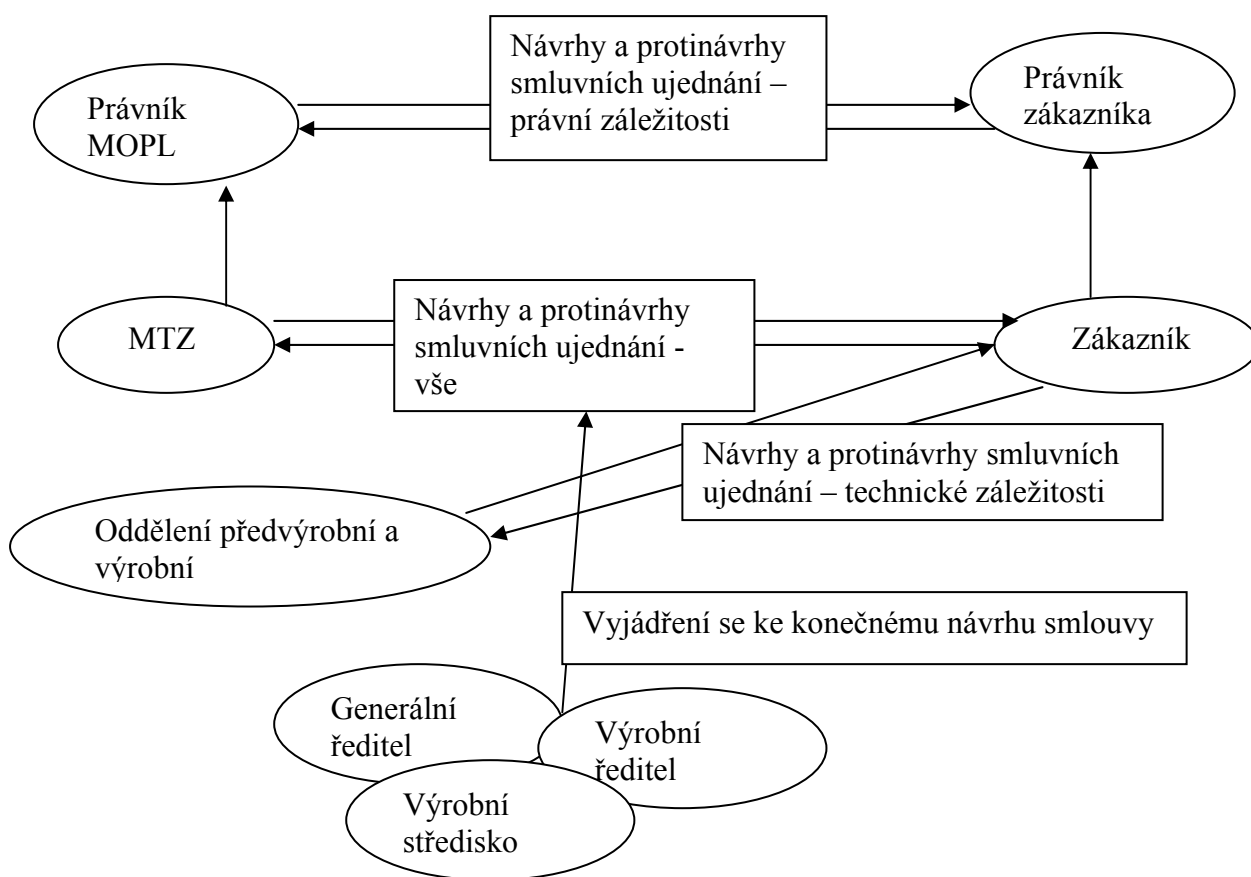 Návrhy a protinávrhy
smluvních ujednání –
právní záležitosti
Právník
MOPL
Právník
zákazníka
MTZ
Návrhy a protinávrhy
smluvních ujednání -
vše
Zákazník
Návrhy a protinávrhy smluvních
ujednání – technické záležitosti
Oddělení předvýrobní a
výrobní
Vyjádření se ke konečnému návrhu smlouvy
Generální
ředitel
Výrobní
ředitel
Výrobní
středisko